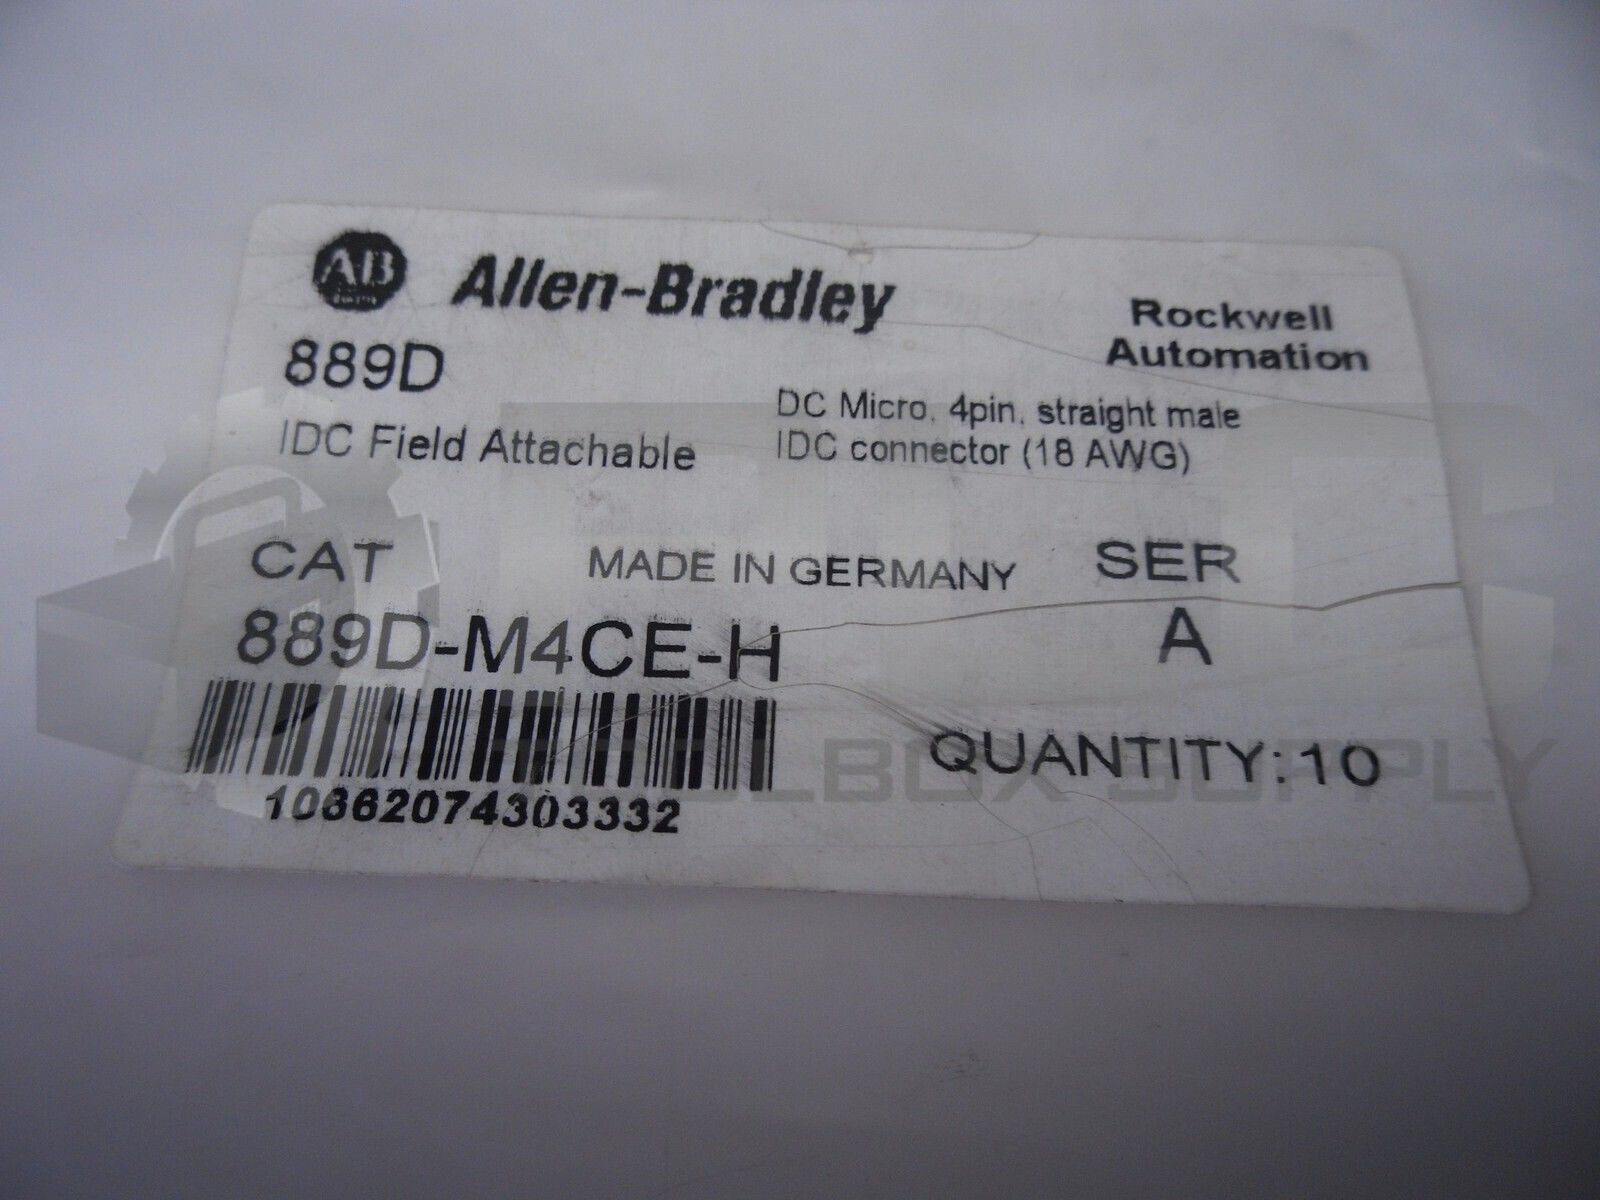 AB
Allen-Bradley
Rockwell
Automation
889D
IDC Field Attachable
DC Micro, 4pin, straight male
IDC connector (18 AWG)
CAT
MADE IN GERMANY
SER
889D-M4CE-H
A
QUANTITY:10
10662074303332